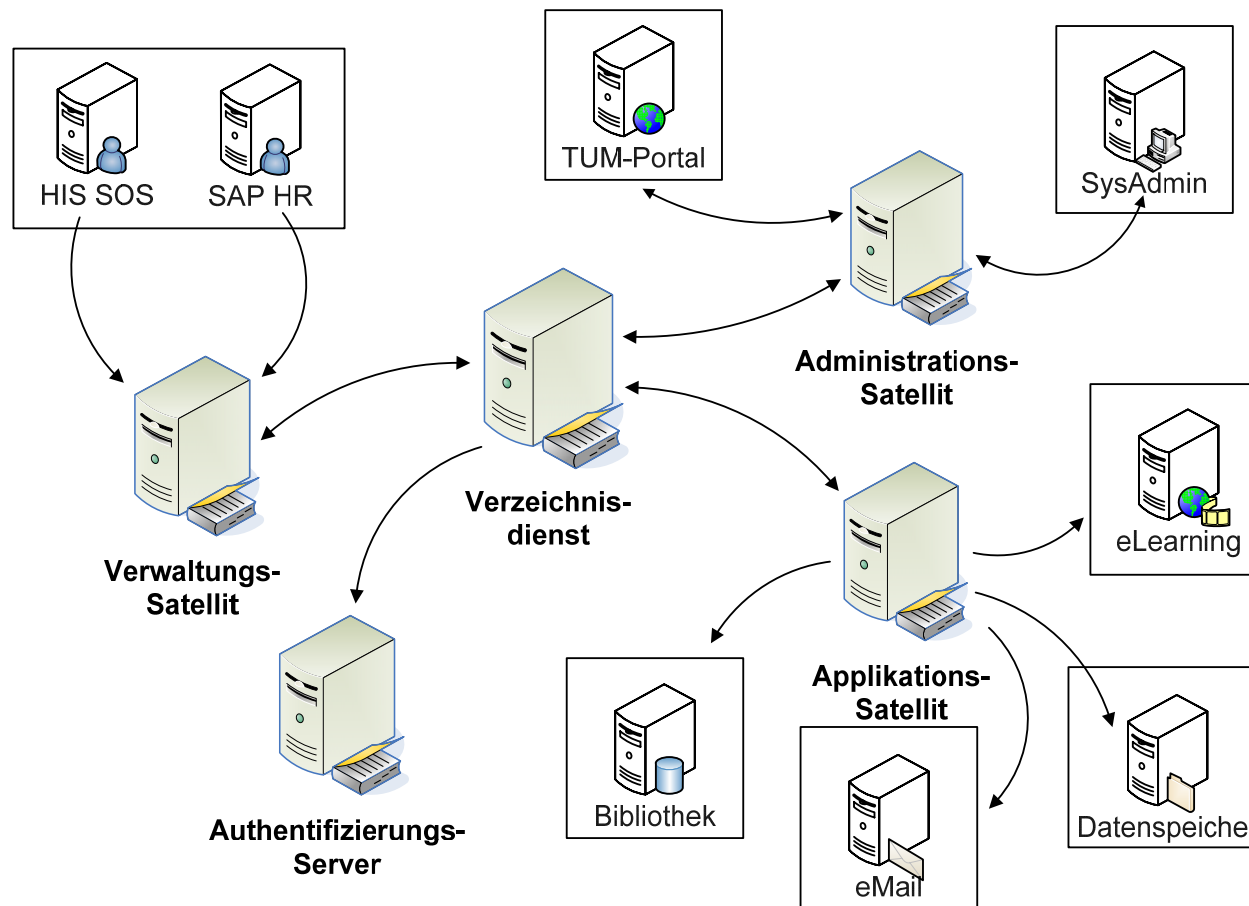 HIS SOS
SAP HR
TUM-Portal
SysAdmin
Administrations-
Satellit
Verzeichnis-
dienst
eLearning
Verwaltungs-
Satellit
Applikations-
Satellit
Bibliothek
Datenspeiche
Authentifizierungs-
Server
eMail